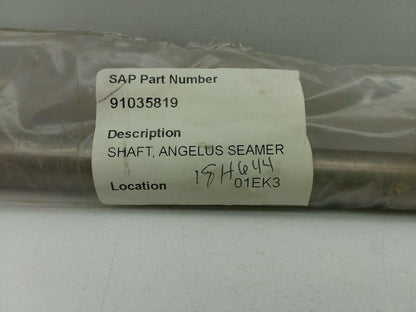 SAP Part Number
91035819
Description
SHAFT, ANGELUS SEAMER
18H644
Location 01EK3